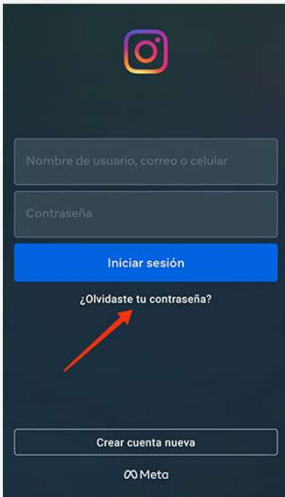 Nombre de usuario, correo o celular
Contraseña
Iniciar sesión
¿Olvidaste tu contraseña?
Crear cuenta nueva
Meta